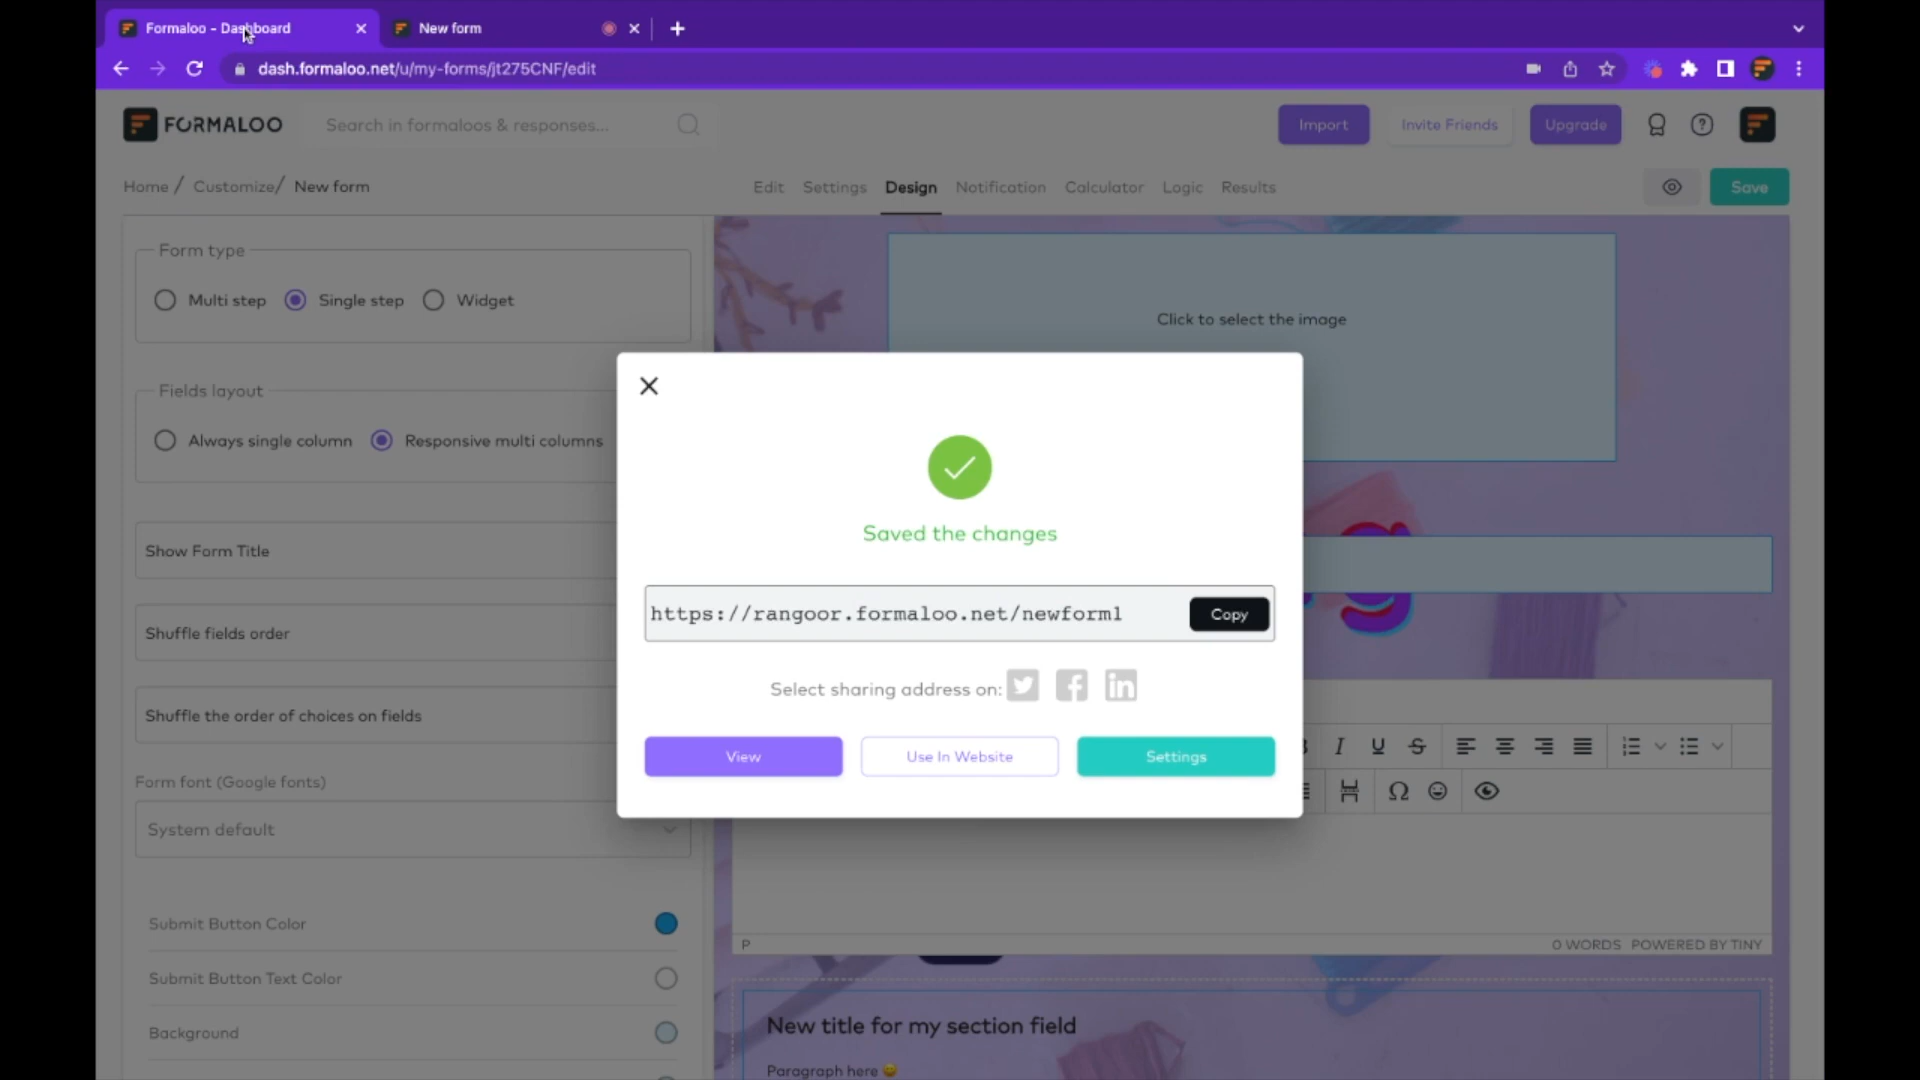 Formaloo - Dashboard
New form
dash.formaloo.net/u/my-forms/jt275CNF/edit
FORMALOO
Search in formaloos & responses...
Import
Invite Friends
Upgrade
Home / Customize/ New form
Edit
Settings
Design
Notification
Calculator
Logic
Results
Save
Form type
Multi step
Single step
Widget
Click to select the image
Fields layout
Always single column
Responsive multi columns
Saved the changes
Show Form Title
https://rangoor.formaloo.net/newform1
Copy
Shuffle fields order
Select sharing address on:
Shuffle the order of choices on fields
View
Use In Website
Settings
Form font (Google fonts)
System default
Submit Button Color
P
0 WORDS POWERED BY TINY
Submit Button Text Color
Background
New title for my section field
Paragraph here 😀